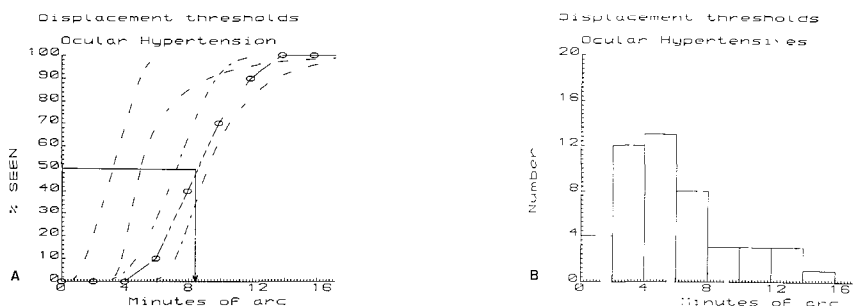 Displacement thresholds
Ocular Hypertension
100
90
80
70
60
50
40
30
20
10
0
% SEEN
0 4 8 12 16
Minutes of arc
A
Displacement thresholds
Ocular Hypertensives
20
16
12
8
4
0
Number
0 8 16
Minutes of arc
B